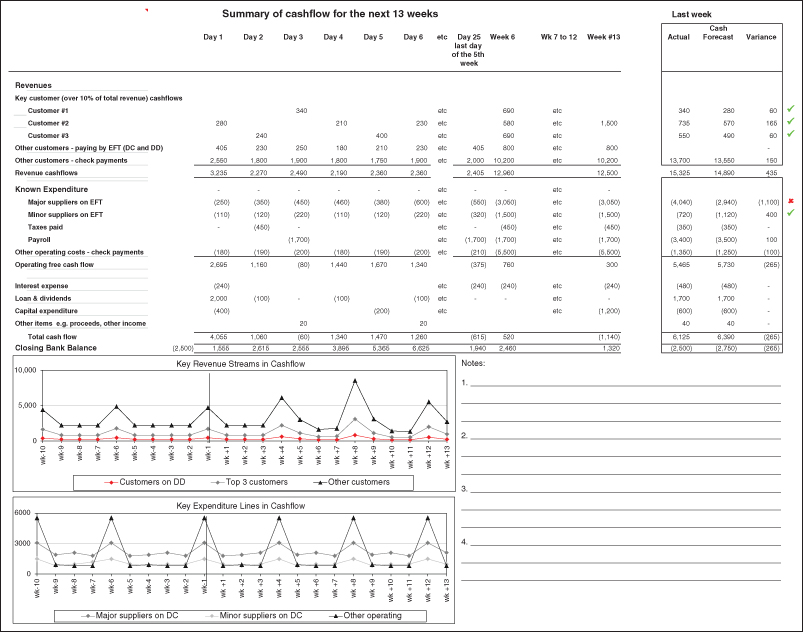 Summary of cashflow for the next 13 weeks Last week
Day 1 Day 2 Day 3 Day 4 Day 5 Day 6 etc Day 25 last day of the 5th week Week 6 Wk 7 to 12 Week #13 Actual Cash Forecast Variance
Revenues
Key customer (over 10% of total revenue) cashflows
Customer #1 340 etc 690 etc 340 280 60
Customer #2 280 210 230 etc 580 etc 1,500 735 570 165
Customer #3 240 400 etc 690 etc 550 490 60
Other customers - paying by EFT (DC and DD) 405 230 250 180 210 230 etc 405 800 etc 800 -
Other customers - check payments 2,550 1,800 1,900 1,800 1,750 1,900 etc 2,000 10,200 etc 10,200 13,700 13,550 150
Revenue cashflows 3,235 2,270 2,490 2,190 2,360 2,360 2,405 12,960 12,500 15,325 14,890 435
Known Expenditure - - - - - - etc - - etc -
Major suppliers on EFT (250) (350) (450) (460) (380) (600) etc (550) (3,050) etc (3,050) (4,040) (2,940) (1,100)
Minor suppliers on EFT (110) (120) (220) (110) (120) (220) etc (320) (1,500) etc (1,500) (720) (1,120) 400
Taxes paid - (450) - etc - (450) etc (450) (350) (350) -
Payroll (1,700) etc (1,700) (1,700) etc (1,700) (3,400) (3,500) 100
Other operating costs - check payments (180) (190) (200) (180) (190) (200) etc (210) (5,500) etc (5,500) (1,350) (1,250) (100)
Operating free cash flow 2,695 1,160 (80) 1,440 1,670 1,340 (375) 760 300 5,465 5,730 (265)
Interest expense (240) etc (240) (240) etc (240) (480) (480) -
Loan & dividends 2,000 (100) - (100) (100) etc - - etc - 1,700 1,700 -
Capital expenditure (400) (200) etc etc (1,200) (600) (600) -
Other items e.g. proceeds, other income 20 20 40 40 -
Total cash flow 4,055 1,060 (60) 1,340 1,470 1,260 (615) 520 (1,140) 6,125 6,390 (265)
Closing Bank Balance (2,500) 1,555 2,615 2,555 3,895 5,365 6,625 1,940 2,460 1,320 (2,500) (2,750) (265)
Key Revenue Streams in Cashflow
10,000
5,000
0
wk-10 wk-9 wk-8 wk-7 wk-6 wk-5 wk-4 wk-3 wk-2 wk-1 wk +1 wk +2 wk +3 wk +4 wk +5 wk +6 wk +7 wk +8 wk +9 wk +10 wk +11 wk +12 wk +13
Customers on DD Top 3 customers Other customers
Key Expenditure Lines in Cashflow
6000
3000
0
wk-10 wk-9 wk-8 wk-7 wk-6 wk-5 wk-4 wk-3 wk-2 wk-1 wk +1 wk +2 wk +3 wk +4 wk +5 wk +6 wk +7 wk +8 wk +9 wk +10 wk +11 wk +12 wk +13
Major suppliers on DC Minor suppliers on DC Other operating
Notes:
1.
2.
3.
4.